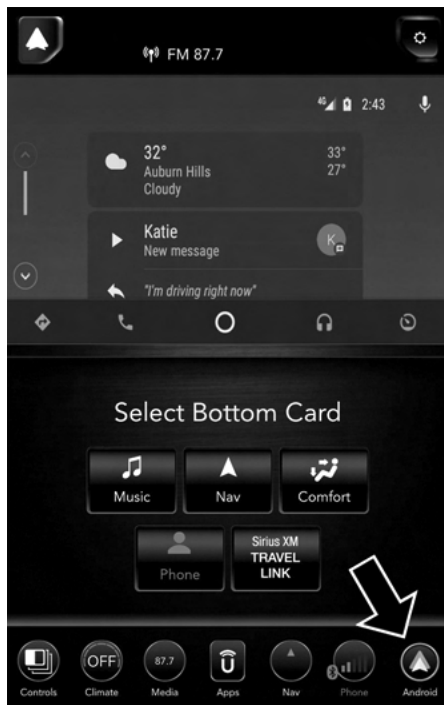 FM 87.7
4G 2:43
32°
Auburn Hills
Cloudy
33°
27°
Katie
New message
K
"I'm driving right now"
Select Bottom Card
Music
Nav
Comfort
Phone
Sirius XM
TRAVEL
LINK
OFF
87.7
Controls
Climate
Media
Apps
Nav
Phone
Android